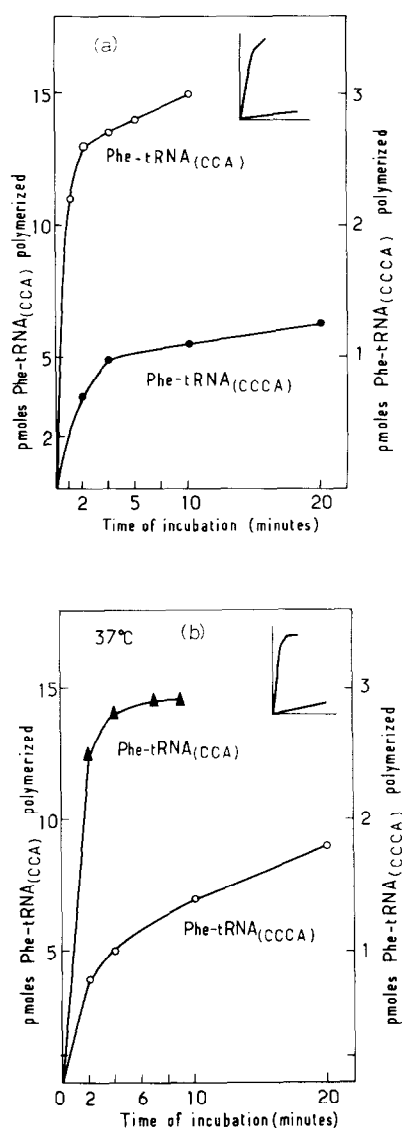 (a)
15
10
5
2
3
2
1
Phe-tRNA(CCA)
Phe-tRNA(CCCA)
pmoles Phe-tRNA(CCA) polymerized
pmoles Phe-tRNA(CCCA) polymerized
2
5
10
20
Time of incubation (minutes)
37°C
(b)
15
10
5
3
2
1
Phe-tRNA(CCA)
Phe-tRNA(CCCA)
pmoles Phe-tRNA(CCA) polymerized
pmoles Phe-tRNA(CCCA) polymerized
0
2
6
10
20
Time of incubation (minutes)